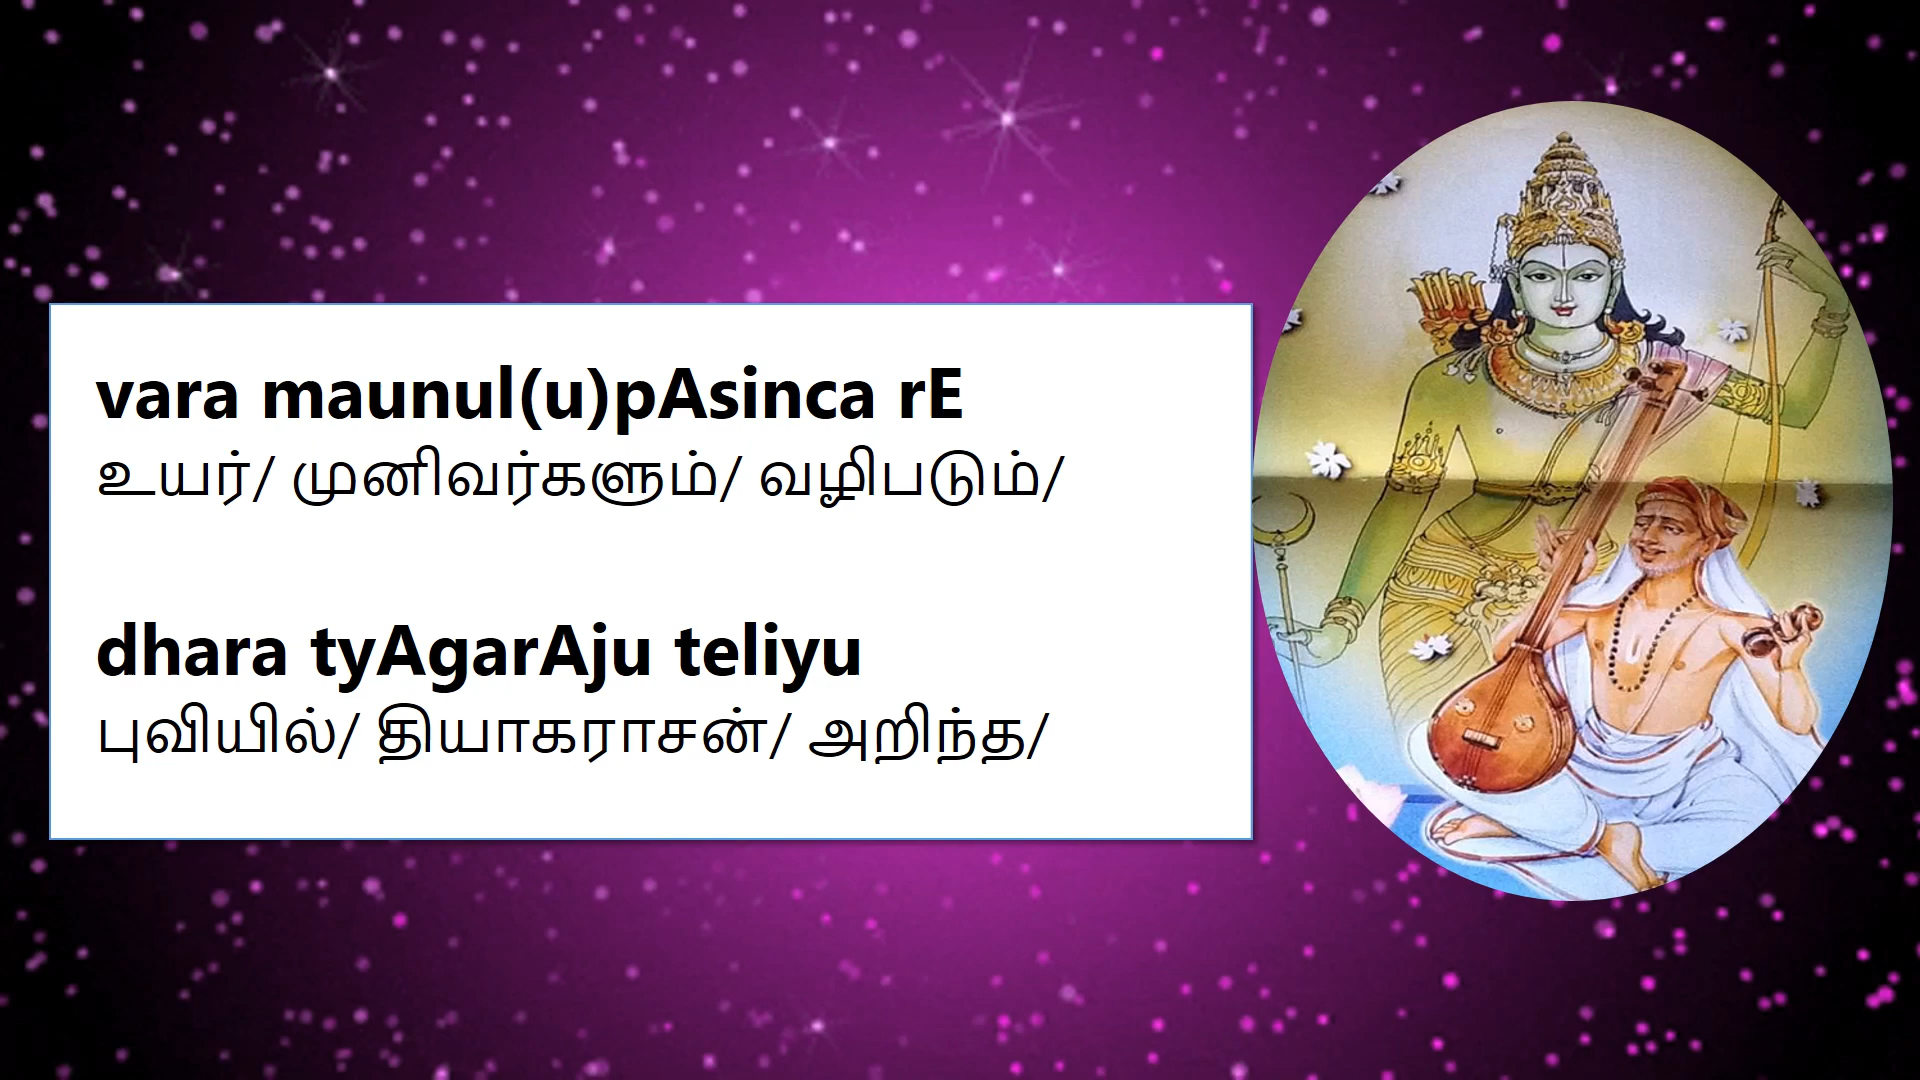 vara maunul(u)pAsinca rE
உயர்/ முனிவர்களும்/ வழிபடும்/
dhara tyAgarAju teliyu
புவியில்/ தியாகராசன்/ அறிந்த/